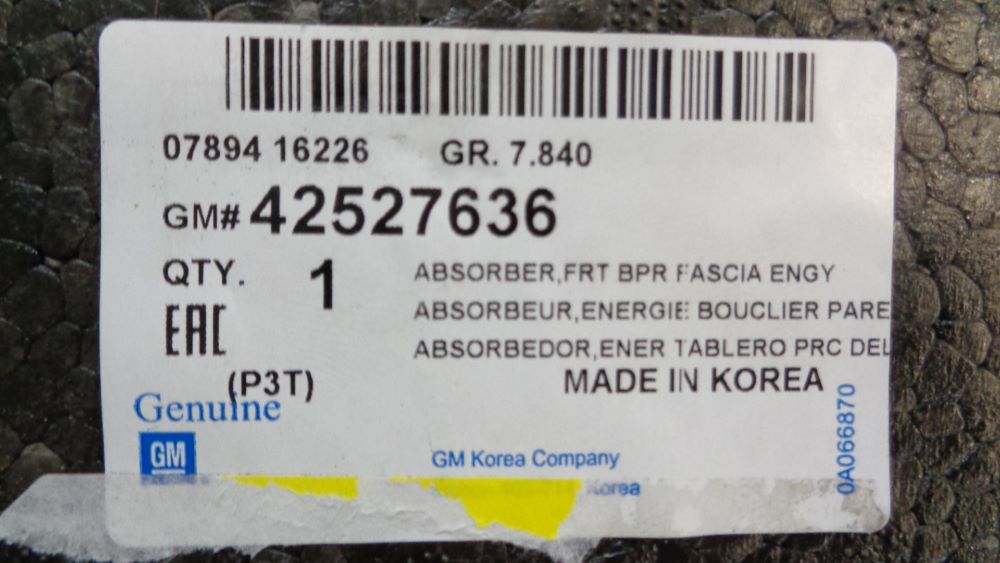 07894 16226 GR. 7.840
GM# 42527636
QTY. 1
ABSORBER,FRT BPR FASCIA ENGY
ABSORBEUR,ENERGIE BOUCLIER PARE
ABSORBEDOR,ENER TABLERO PRC DEL
EAC
(P3T)
MADE IN KOREA
Genuine
GM
GM Korea Company
Korea
0A066870